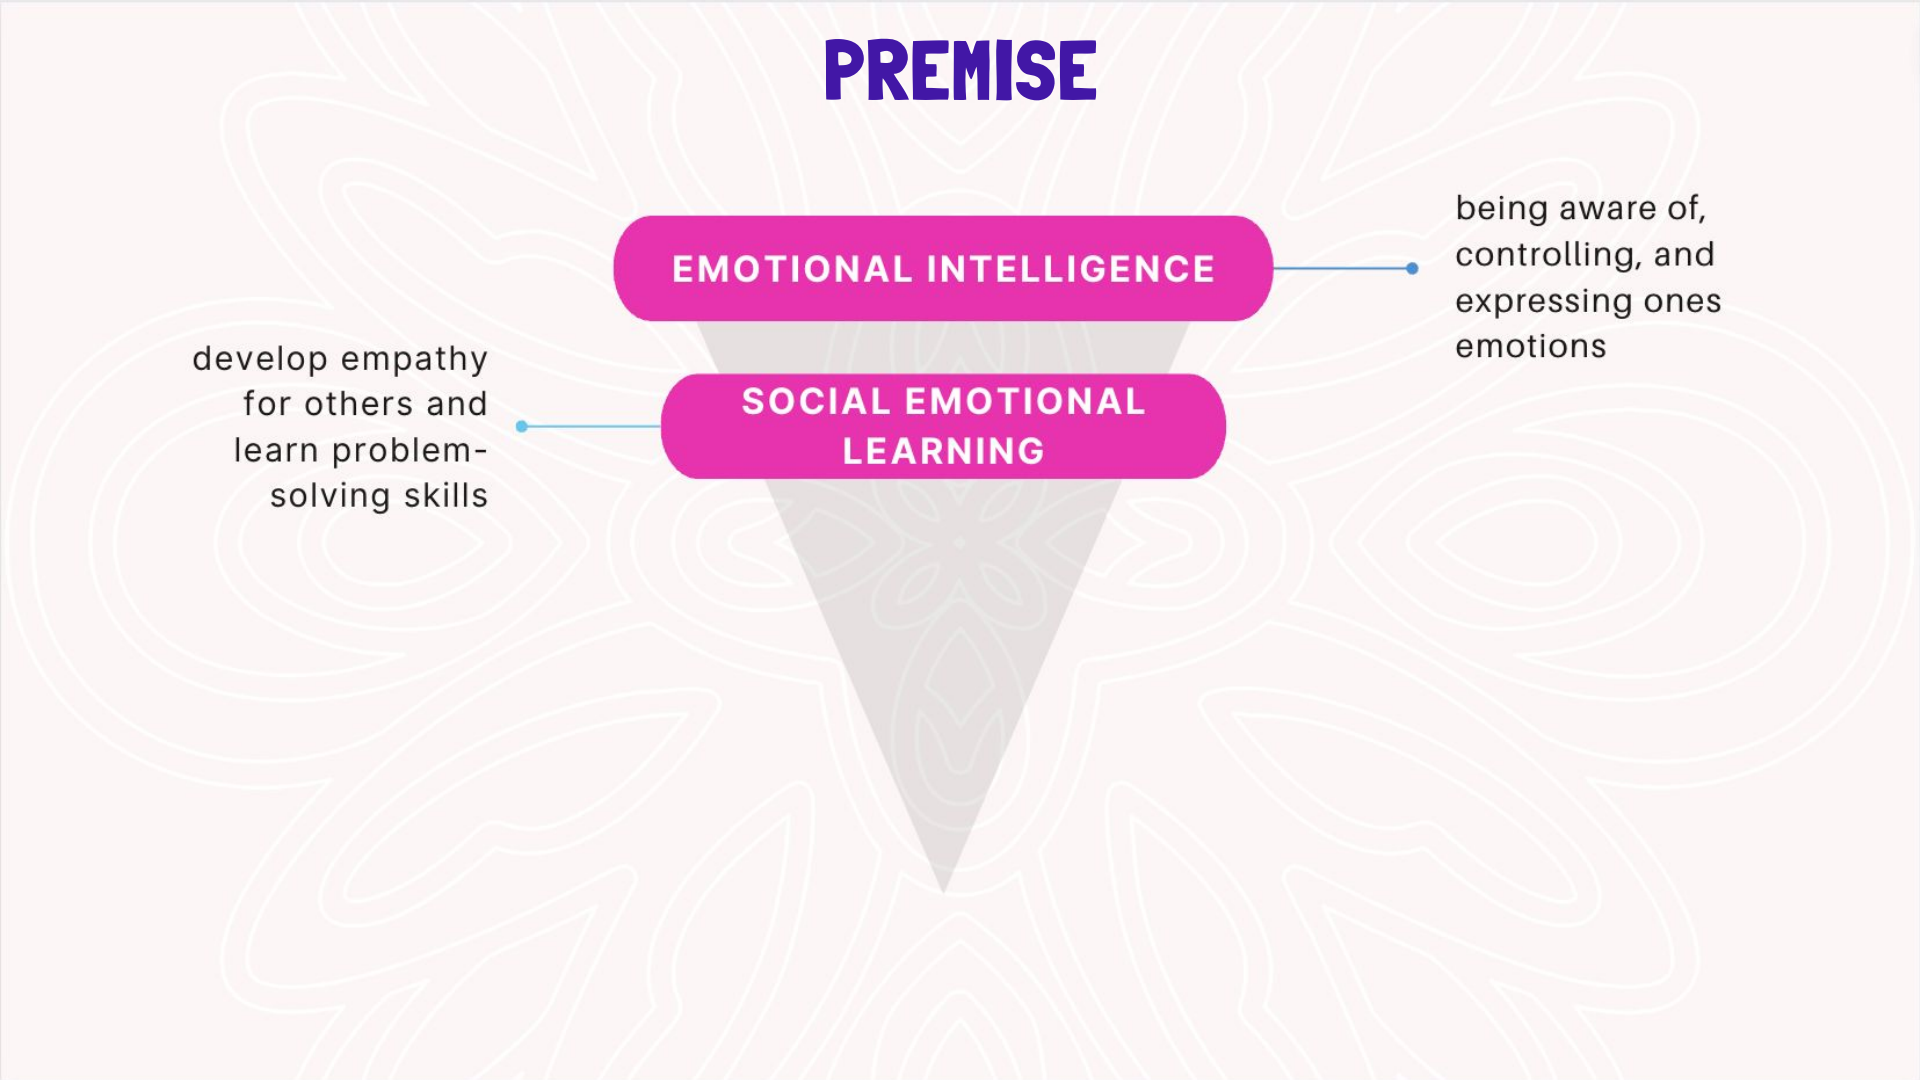 PREMISE
EMOTIONAL INTELLIGENCE
being aware of,
controlling, and
expressing ones
emotions
SOCIAL EMOTIONAL
LEARNING
develop empathy
for others and
learn problem-
solving skills